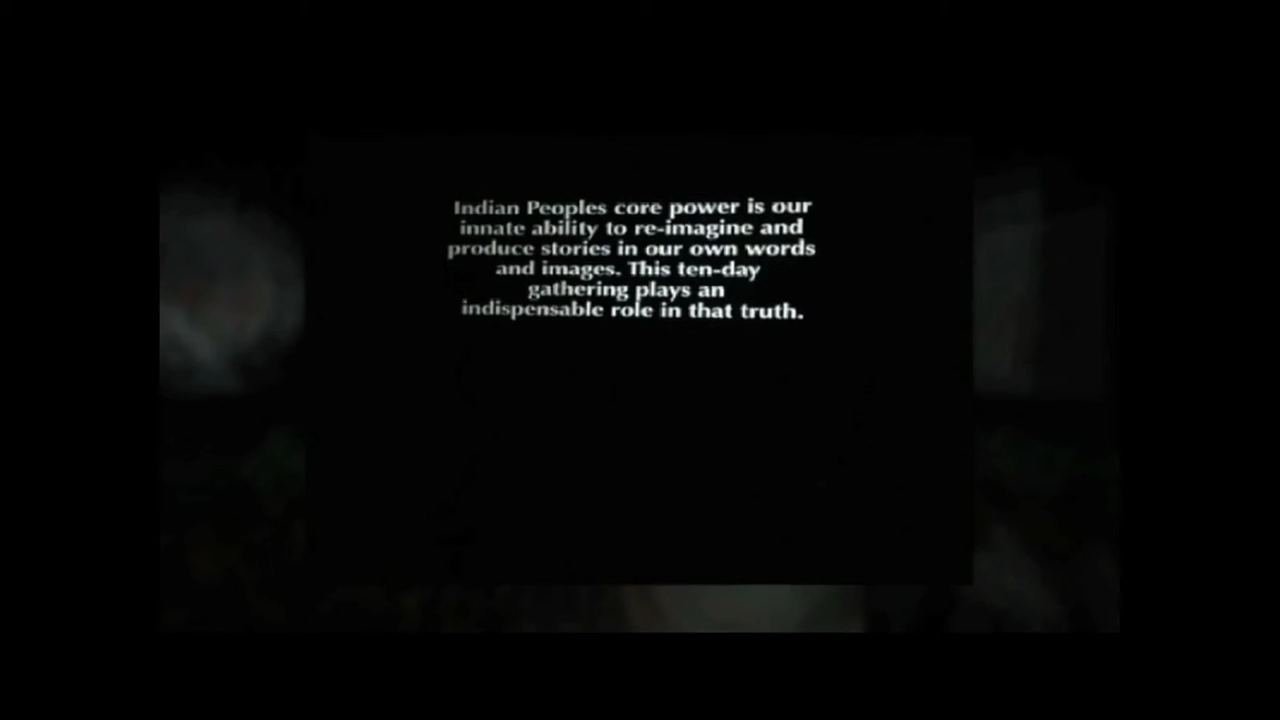 Indian Peoples core power is our
innate ability to re-imagine and
produce stories in our own words
and images. This ten-day
gathering plays an
indispensable role in that truth.